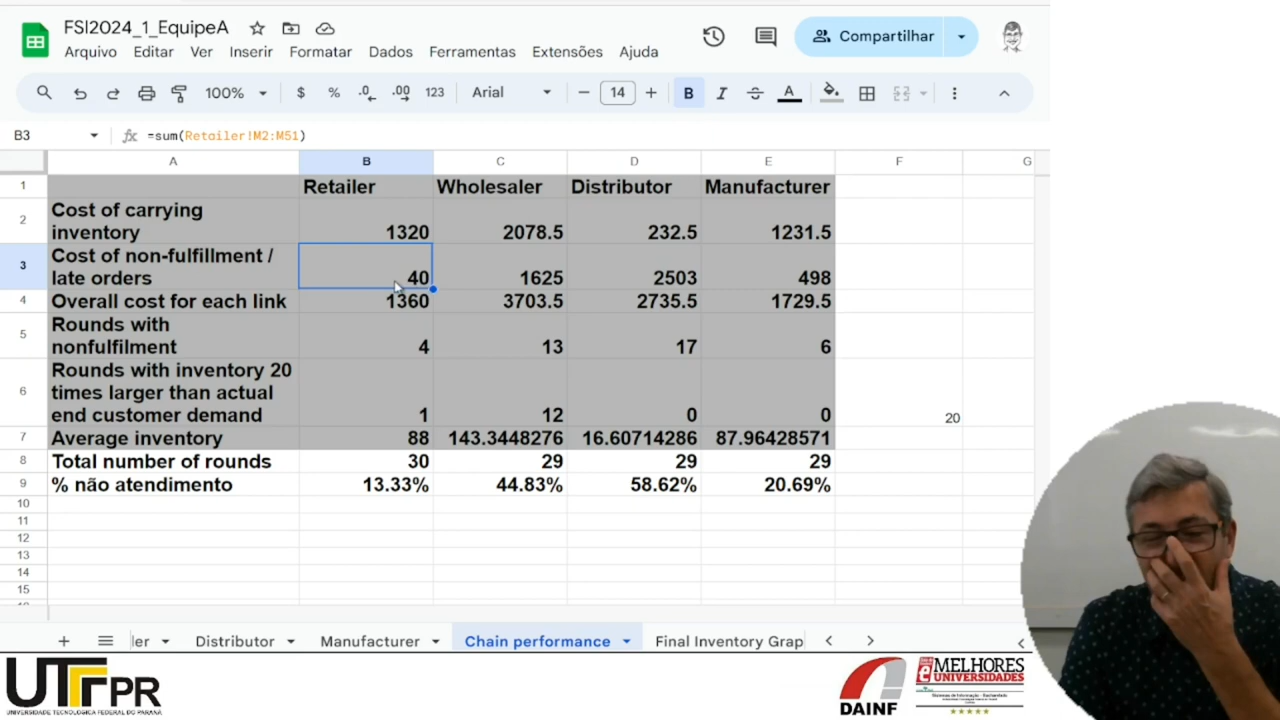 FSI2024_1_EquipeA
Arquivo Editar Ver Inserir Formatar Dados Ferramentas Extensões Ajuda
Compartilhar
100% $ % .0 .00 123 Arial 14 B I A
B3 fx =sum(Retailer!M2:M51)
A B C D E F G
1 Retailer Wholesaler Distributor Manufacturer
Cost of carrying
2 inventory 1320 2078.5 232.5 1231.5
Cost of non-fulfillment /
3 late orders 40 1625 2503 498
4 Overall cost for each link 1360 3703.5 2735.5 1729.5
Rounds with
5 nonfulfilment 4 13 17 6
Rounds with inventory 20
6 times larger than actual
end customer demand 1 12 0 0 20
7 Average inventory 88 143.3448276 16.60714286 87.96428571
8 Total number of rounds 30 29 29 29
9 % não atendimento 13.33% 44.83% 58.62% 20.69%
10
11
12
13
14
15
ler Distributor Manufacturer Chain performance Final Inventory Grap
UTFPR
UNIVERSIDADE TECNOLÓGICA FEDERAL DO PARANÁ
DAINF
MELHORES
UNIVERSIDADES